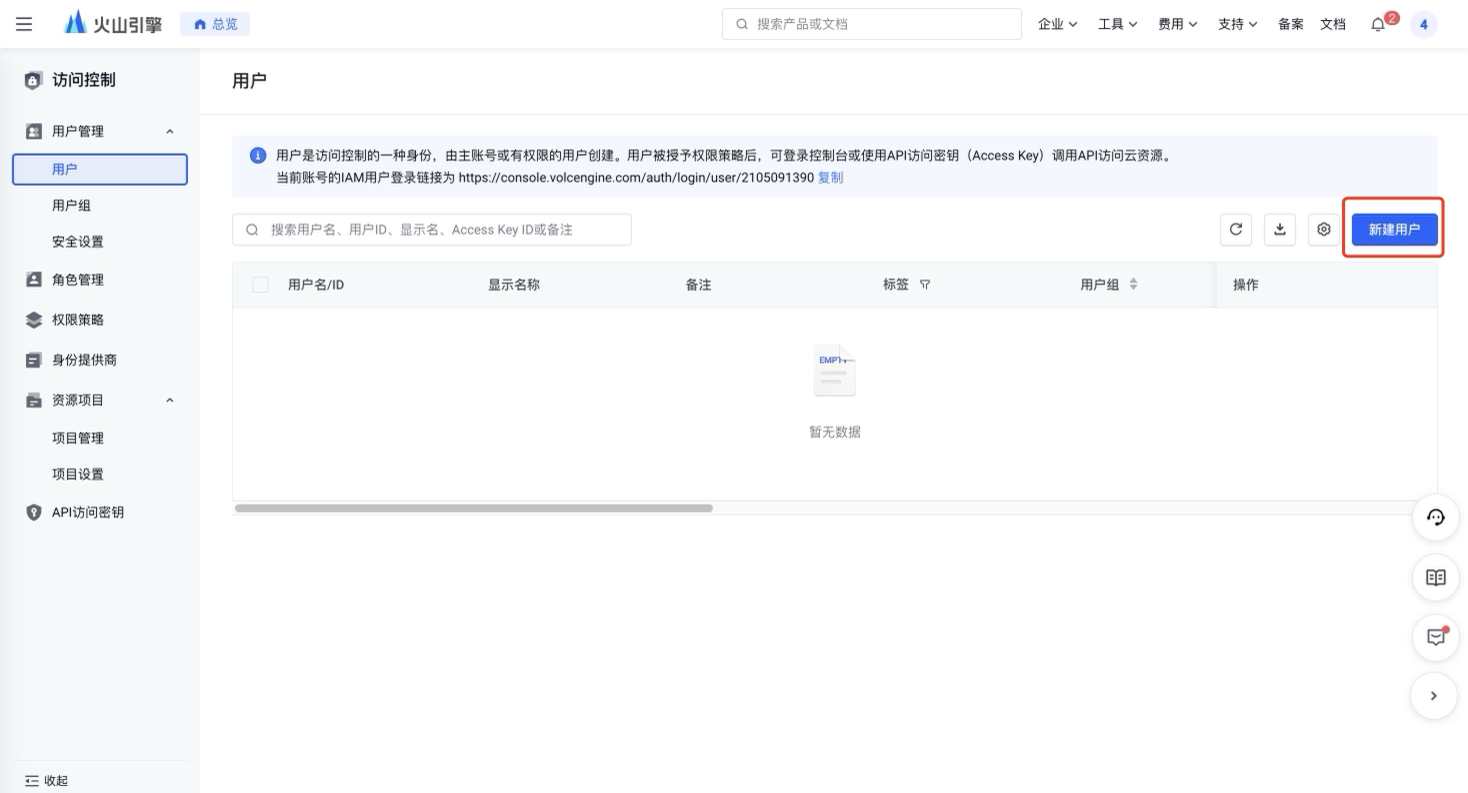 火山引擎
总览
搜索产品或文档
企业
工具
费用
支持
备案
文档
2
4
访问控制
用户管理
用户
用户组
安全设置
角色管理
权限策略
身份提供商
资源项目
项目管理
项目设置
API访问密钥
收起
用户
用户是访问控制的一种身份，由主账号或有权限的用户创建。用户被授予权限策略后，可登录控制台或使用API访问密钥（Access Key）调用API访问云资源。
当前账号的IAM用户登录链接为 https://console.volcengine.com/auth/login/user/2105091390 复制
搜索用户名、用户ID、显示名、Access Key ID或备注
新建用户
用户名/ID
显示名称
备注
标签
用户组
操作
EMPTY
暂无数据